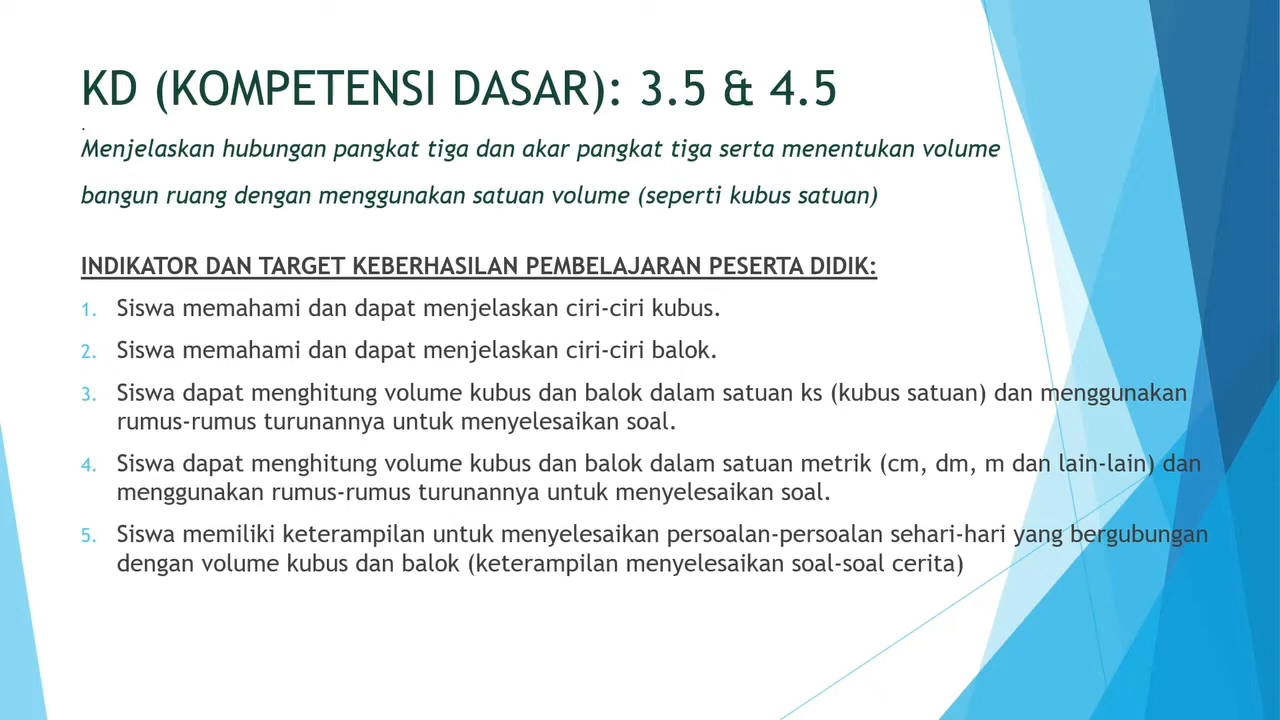 KD (KOMPETENSI DASAR): 3.5 & 4.5
.
Menjelaskan hubungan pangkat tiga dan akar pangkat tiga serta menentukan volume
bangun ruang dengan menggunakan satuan volume (seperti kubus satuan)
INDIKATOR DAN TARGET KEBERHASILAN PEMBELAJARAN PESERTA DIDIK:
1. Siswa memahami dan dapat menjelaskan ciri-ciri kubus.
2. Siswa memahami dan dapat menjelaskan ciri-ciri balok.
3. Siswa dapat menghitung volume kubus dan balok dalam satuan ks (kubus satuan) dan menggunakan
rumus-rumus turunannya untuk menyelesaikan soal.
4. Siswa dapat menghitung volume kubus dan balok dalam satuan metrik (cm, dm, m dan lain-lain) dan
menggunakan rumus-rumus turunannya untuk menyelesaikan soal.
5. Siswa memiliki keterampilan untuk menyelesaikan persoalan-persoalan sehari-hari yang bergubungan
dengan volume kubus dan balok (keterampilan menyelesaikan soal-soal cerita)